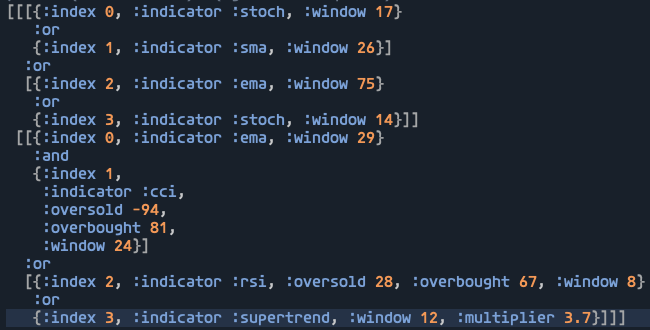 [[[{:index 0, :indicator :stoch, :window 17}
:or
{:index 1, :indicator :sma, :window 26}]
:or
[{:index 2, :indicator :ema, :window 75}
:or
{:index 3, :indicator :stoch, :window 14}]]
[[{:index 0, :indicator :ema, :window 29}
:and
{:index 1,
:indicator :cci,
:oversold -94,
:overbought 81,
:window 24}]
:or
[{:index 2, :indicator :rsi, :oversold 28, :overbought 67, :window 8}
:or
{:index 3, :indicator :supertrend, :window 12, :multiplier 3.7}]]]